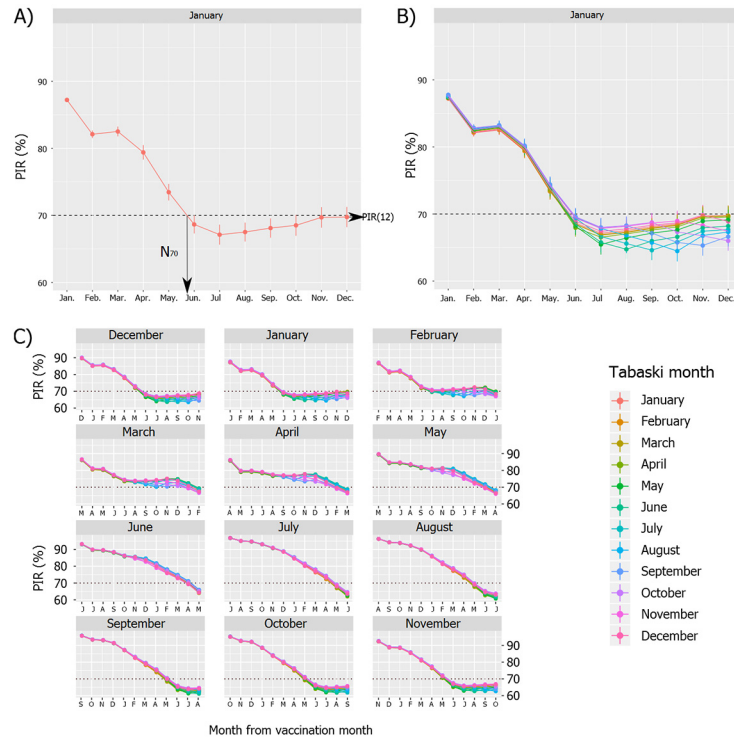 A)
January
PIR (%)
90
80
70
60
N70
PIR(12)
Jan. Feb. Mar. Apr. May. Jun. Jul Aug. Sep. Oct. Nov. Dec.
B)
January
PIR (%)
90
80
70
60
Jan. Feb. Mar. Apr. May. Jun. Jul Aug. Sep. Oct. Nov. Dec.
C)
December January February
PIR (%)
90
80
70
60
D J F M A M J J A S O N
J F M A M J J A S O N D
F M A M J J A S O N D J
March April May
90
80
70
60
M A M J J A S O N D J F
A M J J A S O N D J F M
M J J A S O N D J F M A
June July August
PIR (%)
90
80
70
60
J J A S O N D J F M A M
J A S O N D J F M A M J
A S O N D J F M A M J J
September October November
90
80
70
60
S O N D J F M A M J J A
O N D J F M A M J J A S
N D J F M A M J J A S O
Month from vaccination month
Tabaski month
January
February
March
April
May
June
July
August
September
October
November
December